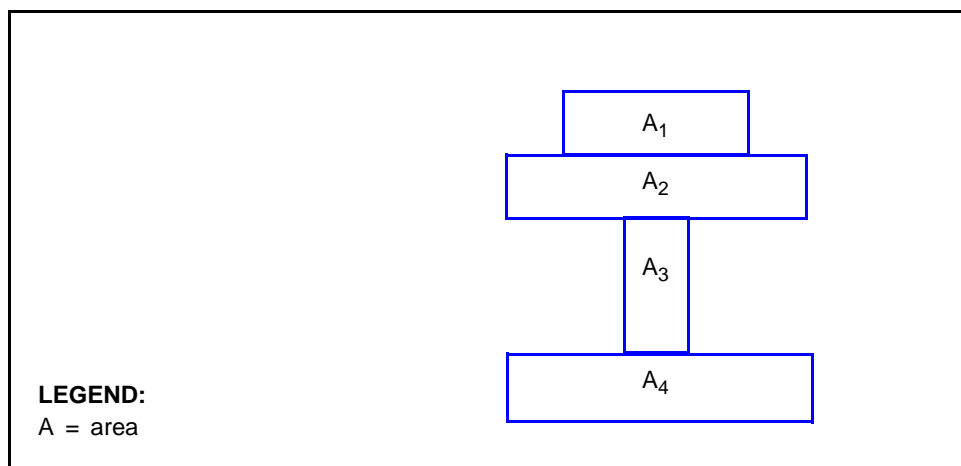 A₁
A₂
A₃
A₄
LEGEND:
A = area